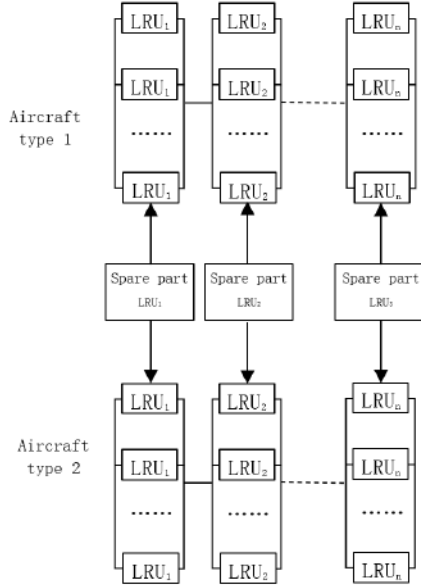 LRU₁ LRU₂ LRUₙ
LRU₁ LRU₂ LRUₙ
Aircraft
type 1
...... ...... ......
LRU₁ LRU₂ LRUₙ
Spare part Spare part Spare part
LRU₁ LRU₂ LRU₅
LRU₁ LRU₂ LRUₙ
Aircraft
type 2
LRU₁ LRU₂ LRUₙ
...... ...... ......
LRU₁ LRU₂ LRUₙ